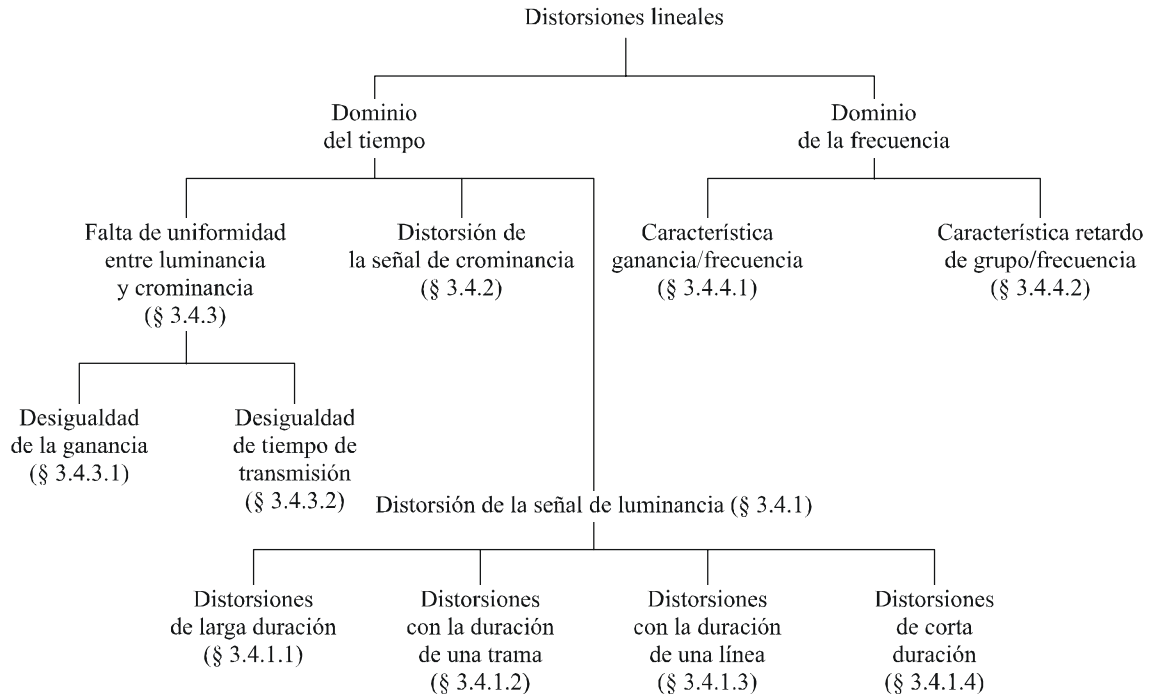 Distorsiones lineales
Dominio
del tiempo
Dominio
de la frecuencia
Falta de uniformidad
entre luminancia
y crominancia
(§ 3.4.3)
Distorsión de
la señal de crominancia
(§ 3.4.2)
Característica
ganancia/frecuencia
(§ 3.4.4.1)
Característica retardo
de grupo/frecuencia
(§ 3.4.4.2)
Desigualdad
de la ganancia
(§ 3.4.3.1)
Desigualdad
de tiempo de
transmisión
(§ 3.4.3.2)
Distorsión de la señal de luminancia (§ 3.4.1)
Distorsiones
de larga duración
(§ 3.4.1.1)
Distorsiones
con la duración
de una trama
(§ 3.4.1.2)
Distorsiones
con la duración
de una línea
(§ 3.4.1.3)
Distorsiones
de corta
duración
(§ 3.4.1.4)